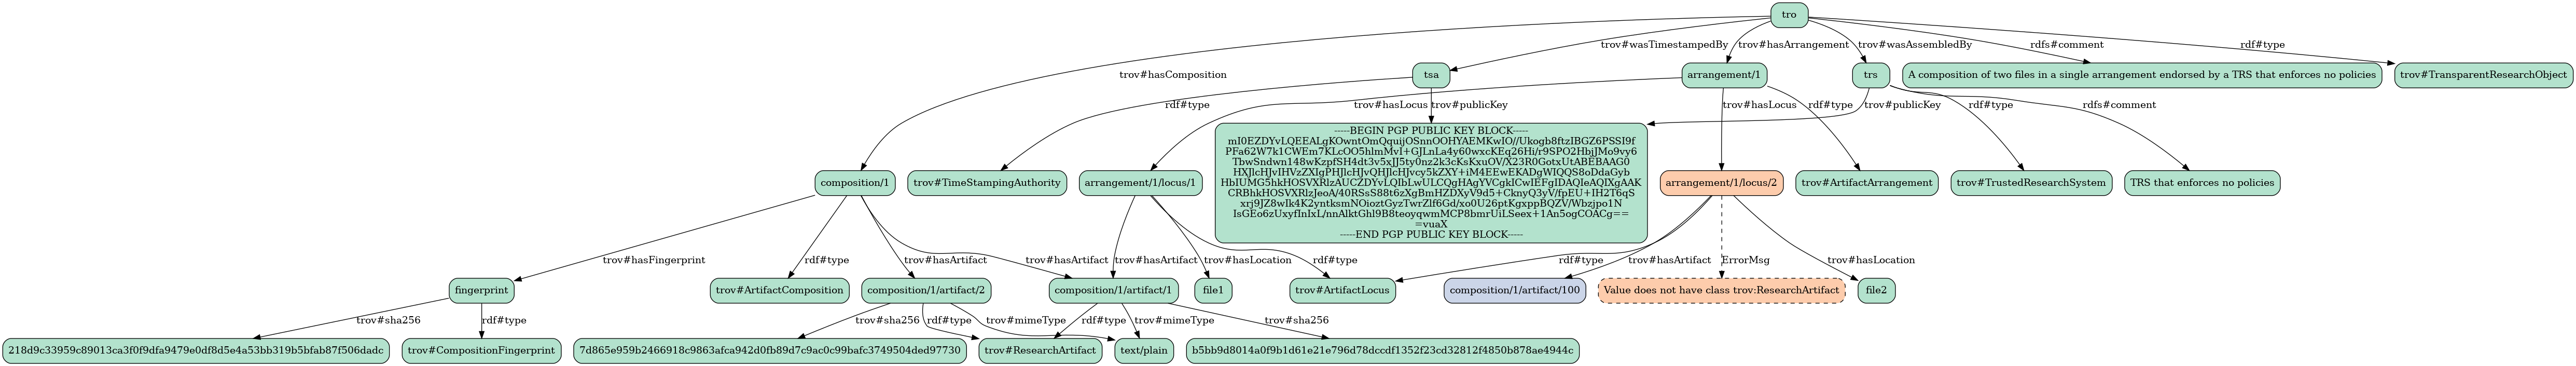 tro
trov#wasTimestampedBy
trov#hasArrangement
trov#wasAssembledBy
rdfs#comment
rdf#type
trov#hasComposition
tsa
arrangement/1
trs
A composition of two files in a single arrangement endorsed by a TRS that enforces no policies
trov#TransparentResearchObject
rdf#type
trov#hasLocus
trov#publicKey
trov#hasLocus
rdf#type
trov#publicKey
rdf#type
rdfs#comment
composition/1
trov#TimeStampingAuthority
arrangement/1/locus/1
-----BEGIN PGP PUBLIC KEY BLOCK-----
mI0EZDYvLQEEALgKOwntOmQquijOSnnOOHYAEMKwIO//Ukogb8ftzIBGZ6PSSI9f
PFa62W7k1CWEm7KLcOO5hlmMvI+GJLnLa4y60wxcKEq26Hi/r9SPO2HbjJMo9vy6
TbwSndwn148wKzpfSH4dt3v5xJJ5ty0nz2k3cKsKxuOV/X23R0GotxUtABEBAAG0
HXJlcHJvIHVzZXIgPHJlcHJvQHJlcHJvcy5kZXY+iM4EEwEKADgWIQQS8oDdaGyb
HbIUMG5hkHOSVXRlzAUCZDYvLQIbLwULCQgHAgYVCgkICwIEFgIDAQIeAQIXgAAK
CRBhkHOSVXRlzJeoA/40RSsS88t6zXgBmHZDXyV9d5+CknyQ3yV/fpEU+IH2T6qS
xrj9JZ8wIk4K2yntksmNOioztGyzTwrZlf6Gd/xo0U26ptKgxppBQZV/Wbzjpo1N
IsGEo6zUxyfInIxL/nnAlktGhl9B8teoyqwmMCP8bmrUiLSeex+1An5ogCOACg==
=vuaX
-----END PGP PUBLIC KEY BLOCK-----
arrangement/1/locus/2
trov#ArtifactArrangement
trov#TrustedResearchSystem
TRS that enforces no policies
trov#hasFingerprint
rdf#type
trov#hasArtifact
trov#hasArtifact
trov#hasArtifact
trov#hasLocation
rdf#type
rdf#type
trov#hasArtifact
ErrorMsg
trov#hasLocation
fingerprint
trov#ArtifactComposition
composition/1/artifact/2
composition/1/artifact/1
file1
trov#ArtifactLocus
composition/1/artifact/100
Value does not have class trov:ResearchArtifact
file2
trov#sha256
rdf#type
trov#sha256
rdf#type
trov#mimeType
rdf#type
trov#mimeType
trov#sha256
218d9c33959c89013ca3f0f9dfa9479e0df8d5e4a53bb319b5bfab87f506dadc
trov#CompositionFingerprint
7d865e959b2466918c9863afca942d0fb89d7c9ac0c99bafc3749504ded97730
trov#ResearchArtifact
text/plain
b5bb9d8014a0f9b1d61e21e796d78dccdf1352f23cd32812f4850b878ae4944c